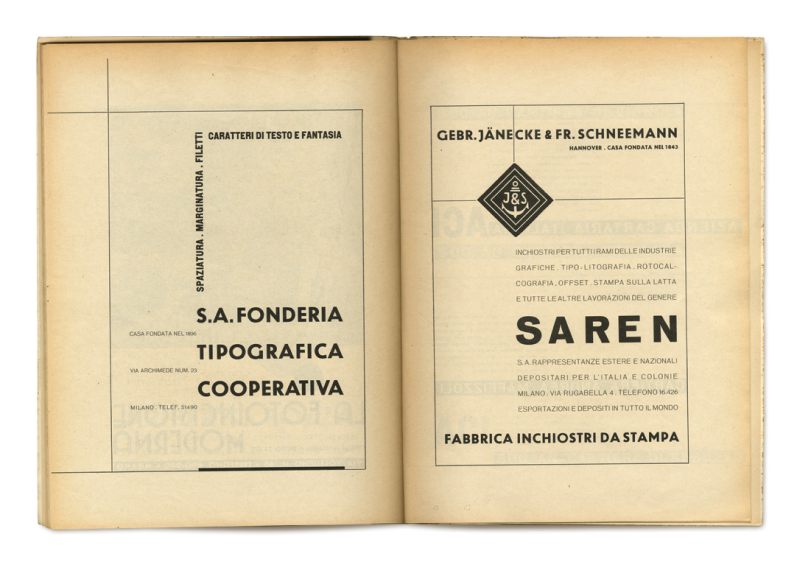 CARATTERI DI TESTO E FANTASIA
SPAZIATURA . MARGINATURA . FILETTI
S.A. FONDERIA
CASA FONDATA NEL 1896
TIPOGRAFICA
VIA ARCHIMEDE NUM. 23
COOPERATIVA
MILANO . TELEF. 51490
GEBR. JÄNECKE & FR. SCHNEEMANN
HANNOVER . CASA FONDATA NEL 1843
J&S
INCHIOSTRI PER TUTTI I RAMI DELLE INDUSTRIE
GRAFICHE . TIPO-LITOGRAFIA . ROTOCAL-
COGRAFIA, OFFSET . STAMPA SULLA LATTA
E TUTTE LE ALTRE LAVORAZIONI DEL GENERE
SAREN
S.A. RAPPRESENTANZE ESTERE E NAZIONALI
DEPOSITARI PER L'ITALIA E COLONIE
MILANO . VIA RUGABELLA 4 . TELEFONO 16.426
ESPORTAZIONI E DEPOSITI IN TUTTO IL MONDO
FABBRICA INCHIOSTRI DA STAMPA